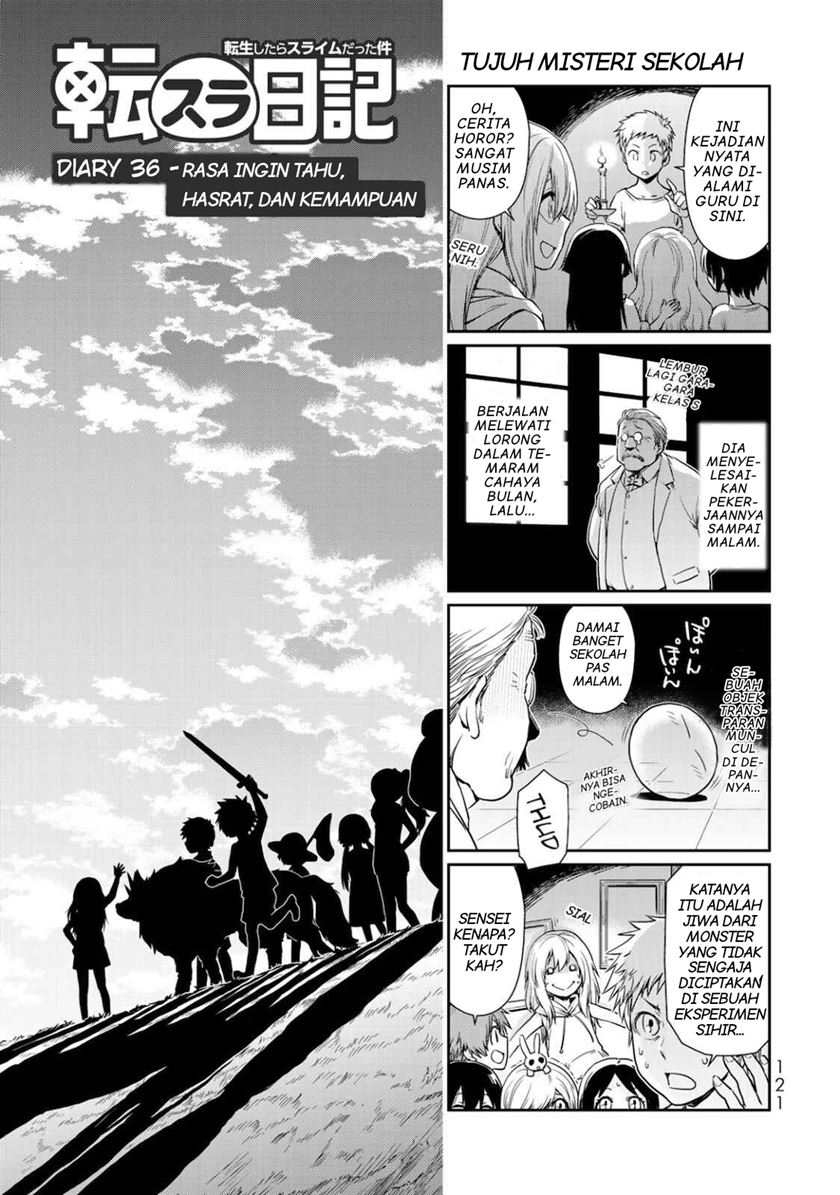 転生したらスライムだった件
転スラ日記
DIARY 36 - RASA INGIN TAHU,
HASRAT, DAN KEMAMPUAN
TUJUH MISTERI SEKOLAH
INI
KEJADIAN
NYATA
YANG DI-
ALAMI
GURU DI
SINI.
OH,
CERITA
HOROR?
SANGAT
MUSIM
PANAS.
SERU
NIH.
LEMBUR
LAGI GARA-
GARA
KELAS S
DIA
MENYE-
LESAI-
KAN
PEKER-
JAANNYA
SAMPAI
MALAM.
BERJALAN
MELEWATI
LORONG
DALAM TE-
MARAM
CAHAYA
BULAN,
LALU...
DAMAI
BANGET
SEKOLAH
PAS
MALAM.
SE-
BUAH
OBJEK
TRANS-
PARAN
MUN-
CUL
DI DE-
PAN-
NYA...
AKHIR-
NYA BISA
NGE-
COBAIN.
THUD
KATANYA
ITU ADALAH
JIWA DARI
MONSTER
YANG TIDAK
SENGAJA
DICIPTAKAN
DI SEBUAH
EKSPERIMEN
SIHIR...
SIAL
SENSEI
KENAPA?
TAKUT
KAH?
121